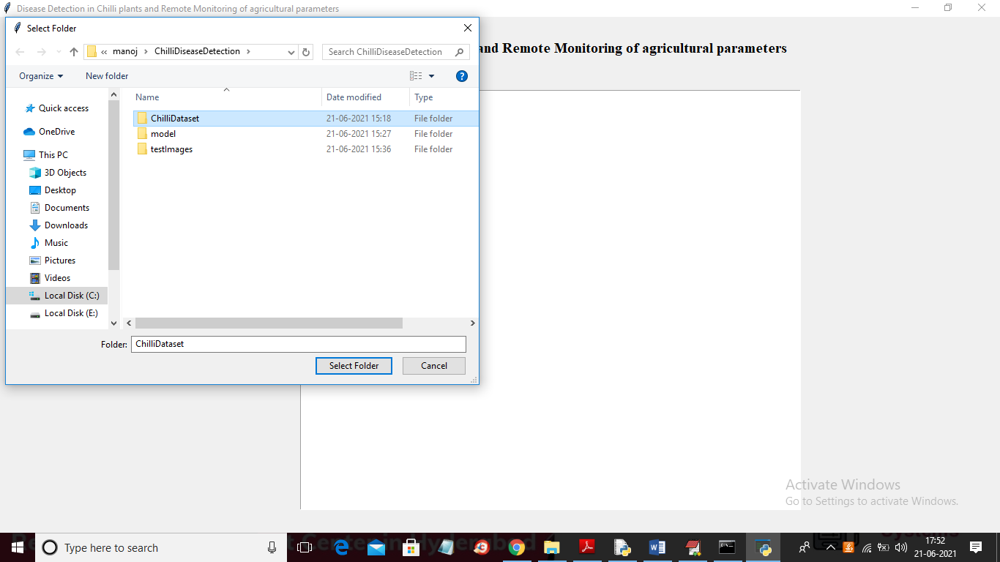 Disease Detection in Chilli plants and Remote Monitoring of agricultural parameters
Select Folder
and Remote Monitoring of agricultural parameters
« manoj › ChilliDiseaseDetection ›
Search ChilliDiseaseDetection
Organize
New folder
?
Name
Date modified
Type
Quick access
OneDrive
This PC
3D Objects
Desktop
Documents
Downloads
Music
Pictures
Videos
Local Disk (C:)
Local Disk (E:)
ChilliDataset 21-06-2021 15:18 File folder
model 21-06-2021 15:27 File folder
testImages 21-06-2021 15:36 File folder
Folder: ChilliDataset
Select Folder
Cancel
Activate Windows
Go to Settings to activate Windows.
Type here to search
17:52
21-06-2021